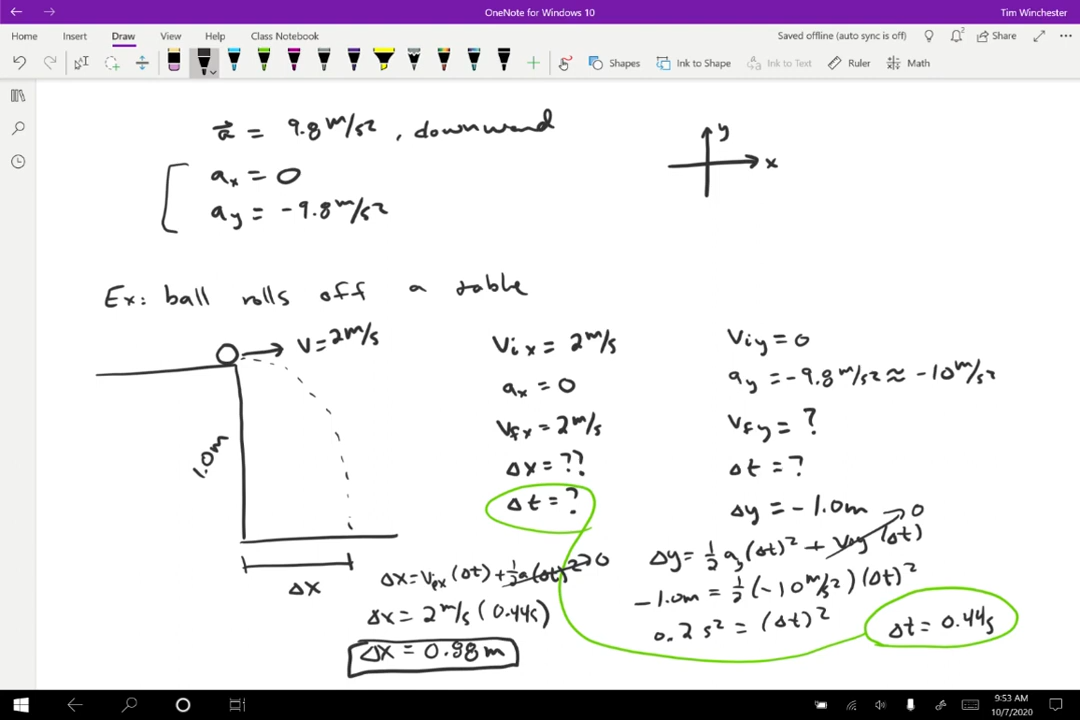 OneNote for Windows 10
Tim Winchester
Home Insert Draw View Help Class Notebook
Saved offline (auto sync is off) Share
Shapes Ink to Shape Ink to Text Ruler Math
a⃗ = 9.8 m/s², downward
aₓ = 0
a_y = -9.8 m/s²
y
x
Ex: ball rolls off a table
V = 2 m/s
1.0m
Δx
V_ix = 2 m/s
aₓ = 0
V_fx = 2 m/s
Δx = ??
Δt = ?
V_iy = 0
a_y = -9.8 m/s² ≈ -10 m/s²
V_fy = ?
Δt = ?
Δy = -1.0m
Δy = ½ a_y (Δt)² + V_iy (Δt) → 0
-1.0m = ½ (-10 m/s²) (Δt)²
0.2 s² = (Δt)²
Δt = 0.44s
Δx = V_ix (Δt) + ½ a (Δt)² → 0
Δx = 2 m/s (0.44s)
Δx = 0.88 m
9:53 AM
10/7/2020